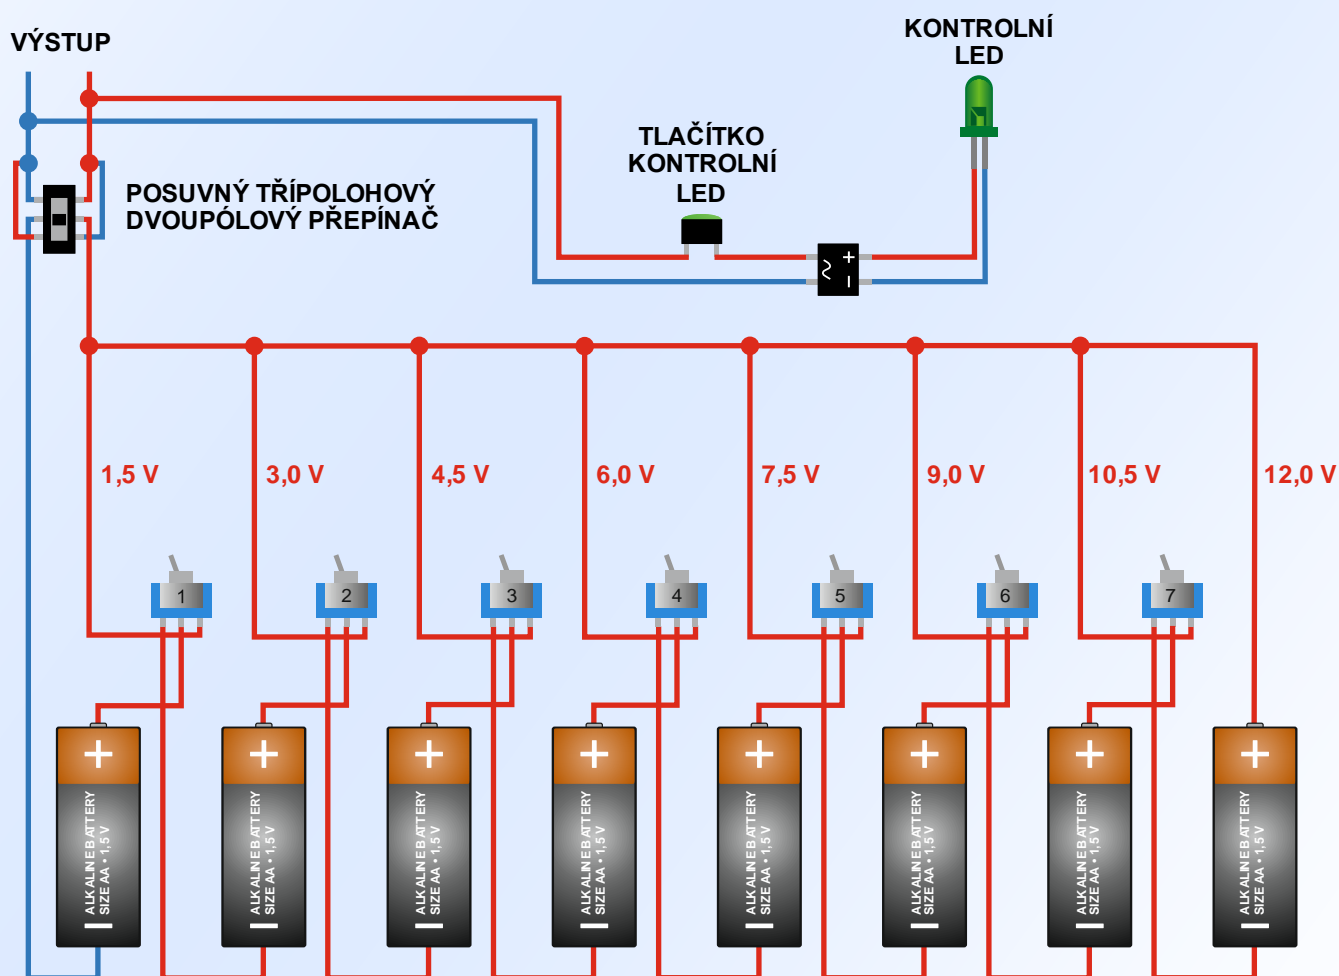 VÝSTUP
KONTROLNÍ
LED
TLAČÍTKO
KONTROLNÍ
LED
POSUVNÝ TŘÍPOLOHOVÝ
DVOUPÓLOVÝ PŘEPÍNAČ
+
−
1,5 V
3,0 V
4,5 V
6,0 V
7,5 V
9,0 V
10,5 V
12,0 V
1
2
3
4
5
6
7
ALKALINE BATTERY
SIZE AA • 1,5 V
ALKALINE BATTERY
SIZE AA • 1,5 V
ALKALINE BATTERY
SIZE AA • 1,5 V
ALKALINE BATTERY
SIZE AA • 1,5 V
ALKALINE BATTERY
SIZE AA • 1,5 V
ALKALINE BATTERY
SIZE AA • 1,5 V
ALKALINE BATTERY
SIZE AA • 1,5 V
ALKALINE BATTERY
SIZE AA • 1,5 V